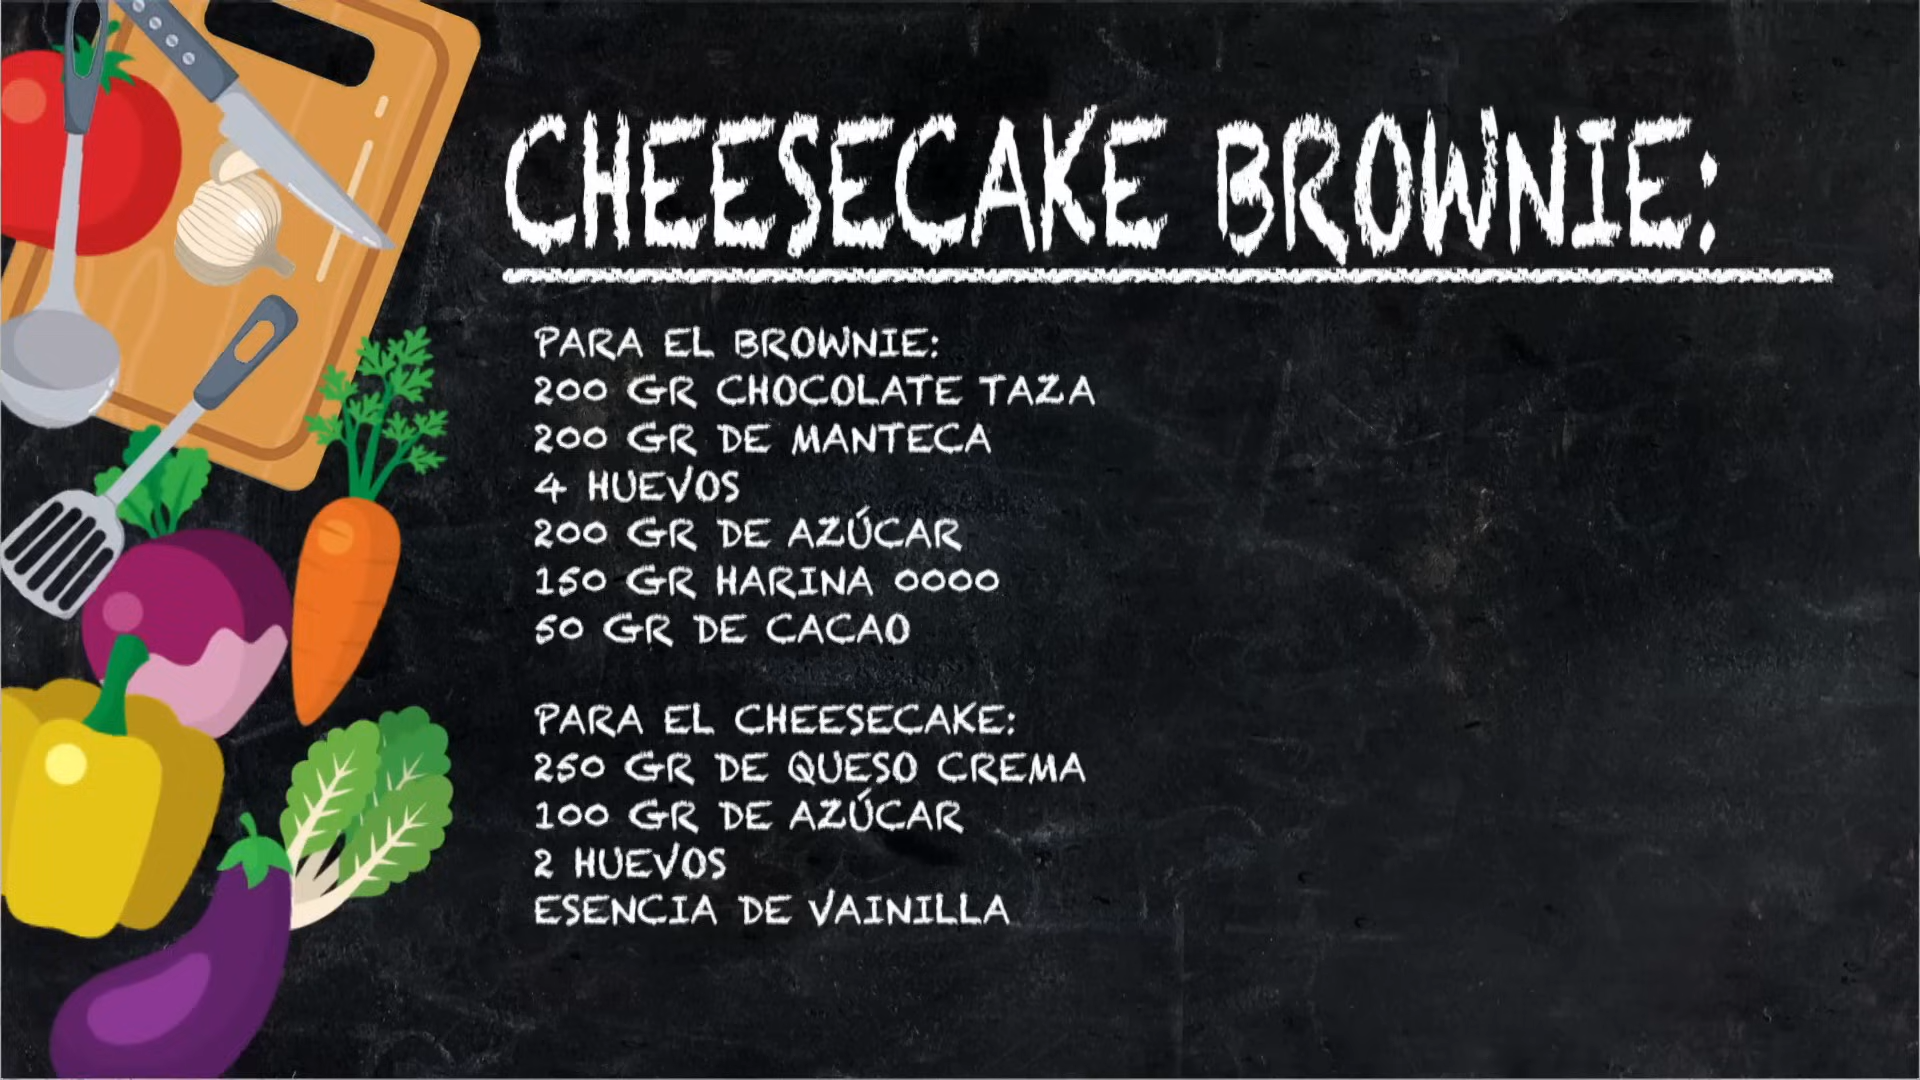 CHEESECAKE BROWNIE:
PARA EL BROWNIE:
200 GR CHOCOLATE TAZA
200 GR DE MANTECA
4 HUEVOS
200 GR DE AZÚCAR
150 GR HARINA 0000
50 GR DE CACAO
PARA EL CHEESECAKE:
250 GR DE QUESO CREMA
100 GR DE AZÚCAR
2 HUEVOS
ESENCIA DE VAINILLA